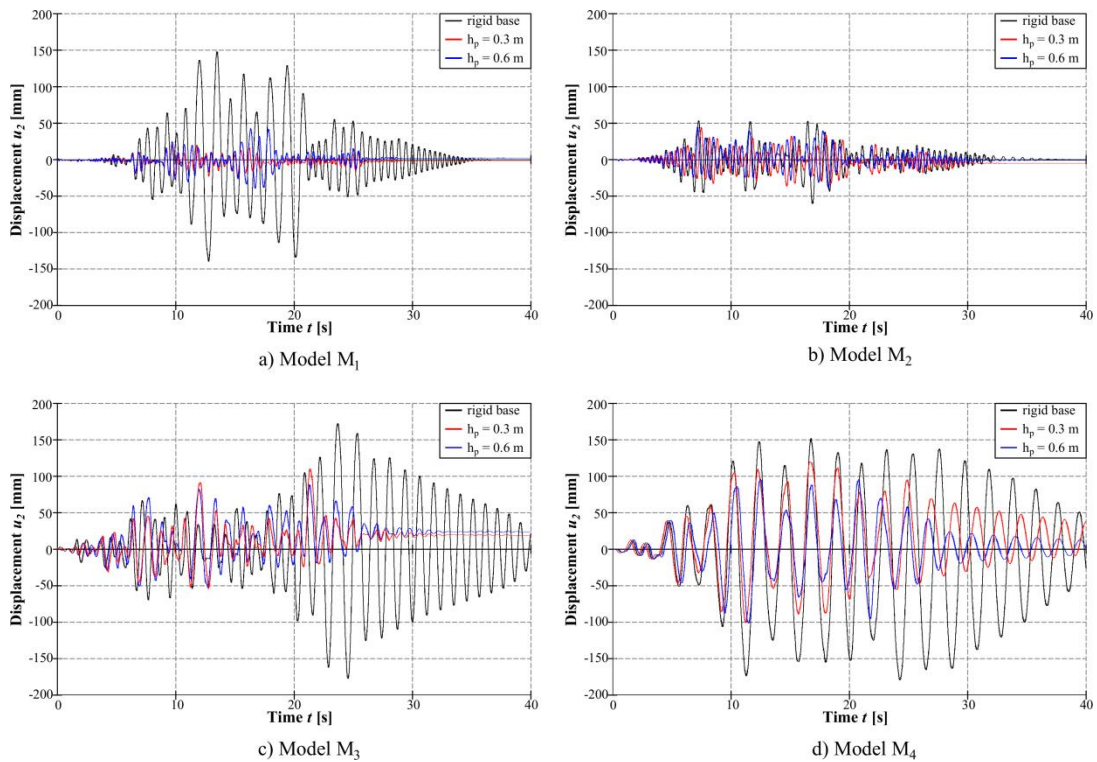 200
150
100
50
0
-50
-100
-150
-200
Displacement u₂ [mm]
0 10 20 30 40
Time t [s]
rigid base
hₚ = 0.3 m
hₚ = 0.6 m
a) Model M₁
200
150
100
50
0
-50
-100
-150
-200
Displacement u₂ [mm]
0 10 20 30 40
Time t [s]
rigid base
hₚ = 0.3 m
hₚ = 0.6 m
b) Model M₂
200
150
100
50
0
-50
-100
-150
-200
Displacement u₂ [mm]
0 10 20 30 40
Time t [s]
rigid base
hₚ = 0.3 m
hₚ = 0.6 m
c) Model M₃
200
150
100
50
0
-50
-100
-150
-200
Displacement u₂ [mm]
0 10 20 30 40
Time t [s]
rigid base
hₚ = 0.3 m
hₚ = 0.6 m
d) Model M₄